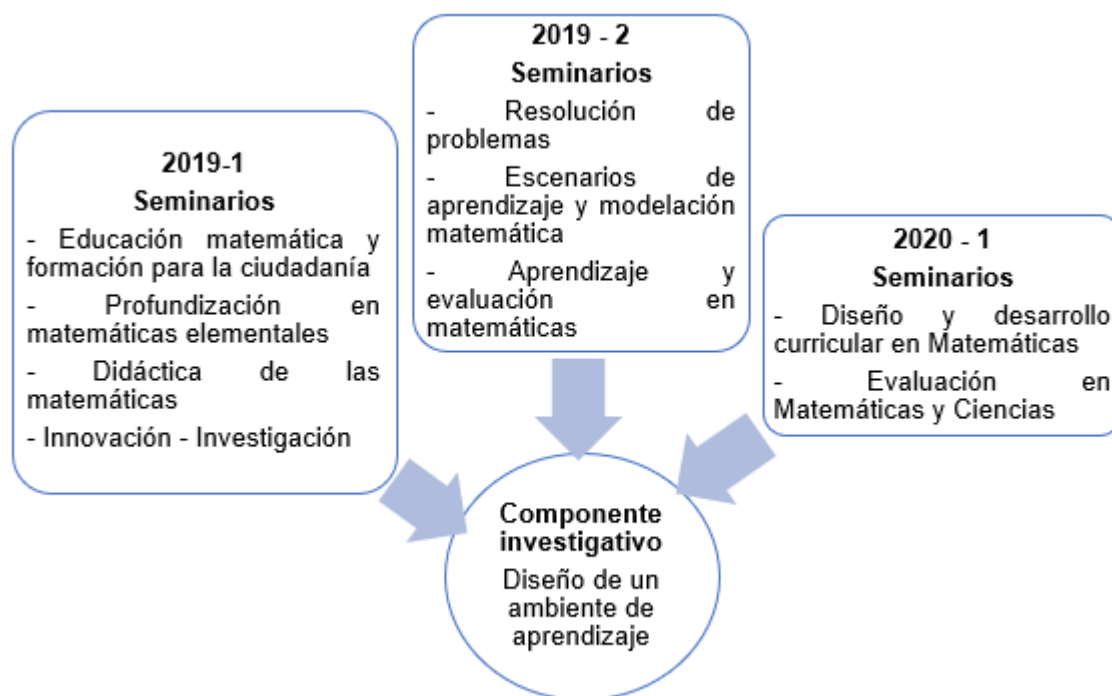 2019-1
Seminarios
- Educación matemática y
formación para la ciudadanía
- Profundización en
matemáticas elementales
- Didáctica de las
matemáticas
- Innovación - Investigación
2019 - 2
Seminarios
- Resolución de
problemas
- Escenarios de
aprendizaje y modelación
matemática
- Aprendizaje y
evaluación en
matemáticas
2020 - 1
Seminarios
- Diseño y desarrollo
curricular en Matemáticas
- Evaluación en
Matemáticas y Ciencias
Componente
investigativo
Diseño de un
ambiente de
aprendizaje